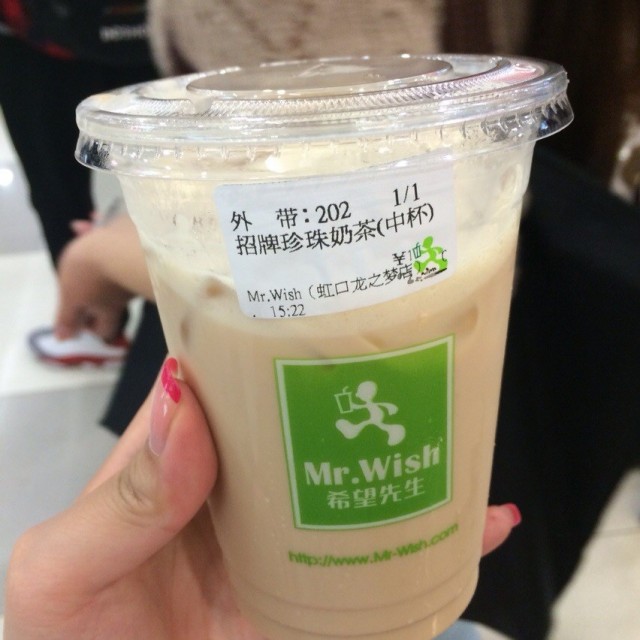 外 带: 202 1/1
招牌珍珠奶茶(中杯)
Mr.Wish (虹口龙之梦店
15:22
Mr.Wish
希望先生
http://www.Mr-Wish.com